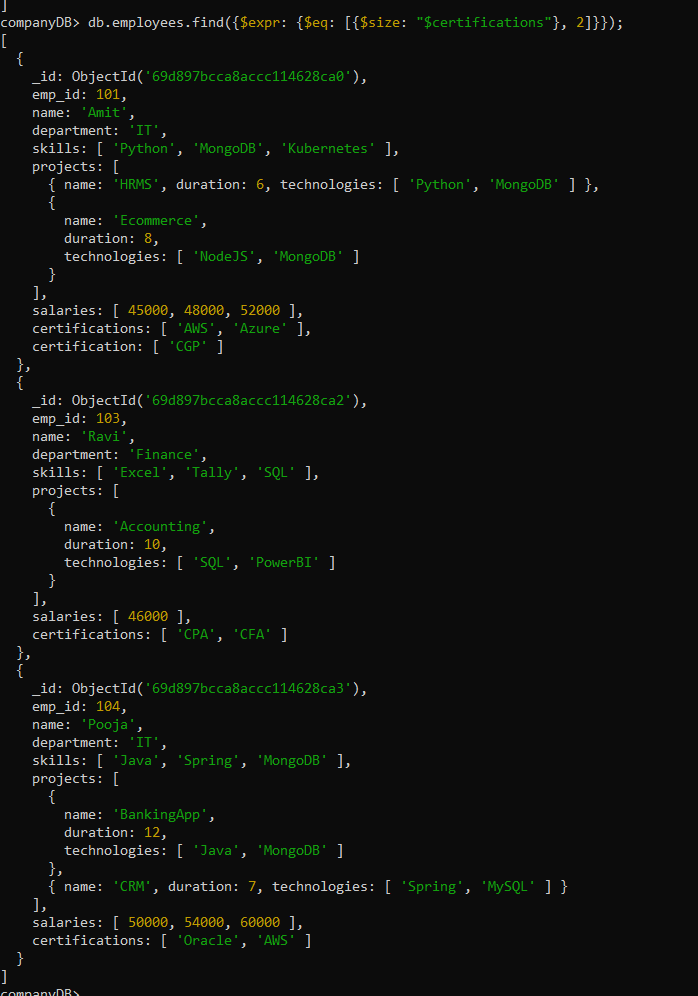 ]
companyDB> db.employees.find({$expr: {$eq: [{$size: "$certifications"}, 2]}});
[
  {
    _id: ObjectId('69d897bcca8accc114628ca0'),
    emp_id: 101,
    name: 'Amit',
    department: 'IT',
    skills: [ 'Python', 'MongoDB', 'Kubernetes' ],
    projects: [
      { name: 'HRMS', duration: 6, technologies: [ 'Python', 'MongoDB' ] },
      {
        name: 'Ecommerce',
        duration: 8,
        technologies: [ 'NodeJS', 'MongoDB' ]
      }
    ],
    salaries: [ 45000, 48000, 52000 ],
    certifications: [ 'AWS', 'Azure' ],
    certification: [ 'CGP' ]
  },
  {
    _id: ObjectId('69d897bcca8accc114628ca2'),
    emp_id: 103,
    name: 'Ravi',
    department: 'Finance',
    skills: [ 'Excel', 'Tally', 'SQL' ],
    projects: [
      {
        name: 'Accounting',
        duration: 10,
        technologies: [ 'SQL', 'PowerBI' ]
      }
    ],
    salaries: [ 46000 ],
    certifications: [ 'CPA', 'CFA' ]
  },
  {
    _id: ObjectId('69d897bcca8accc114628ca3'),
    emp_id: 104,
    name: 'Pooja',
    department: 'IT',
    skills: [ 'Java', 'Spring', 'MongoDB' ],
    projects: [
      {
        name: 'BankingApp',
        duration: 12,
        technologies: [ 'Java', 'MongoDB' ]
      },
      { name: 'CRM', duration: 7, technologies: [ 'Spring', 'MySQL' ] }
    ],
    salaries: [ 50000, 54000, 60000 ],
    certifications: [ 'Oracle', 'AWS' ]
  }
]
companyDB>